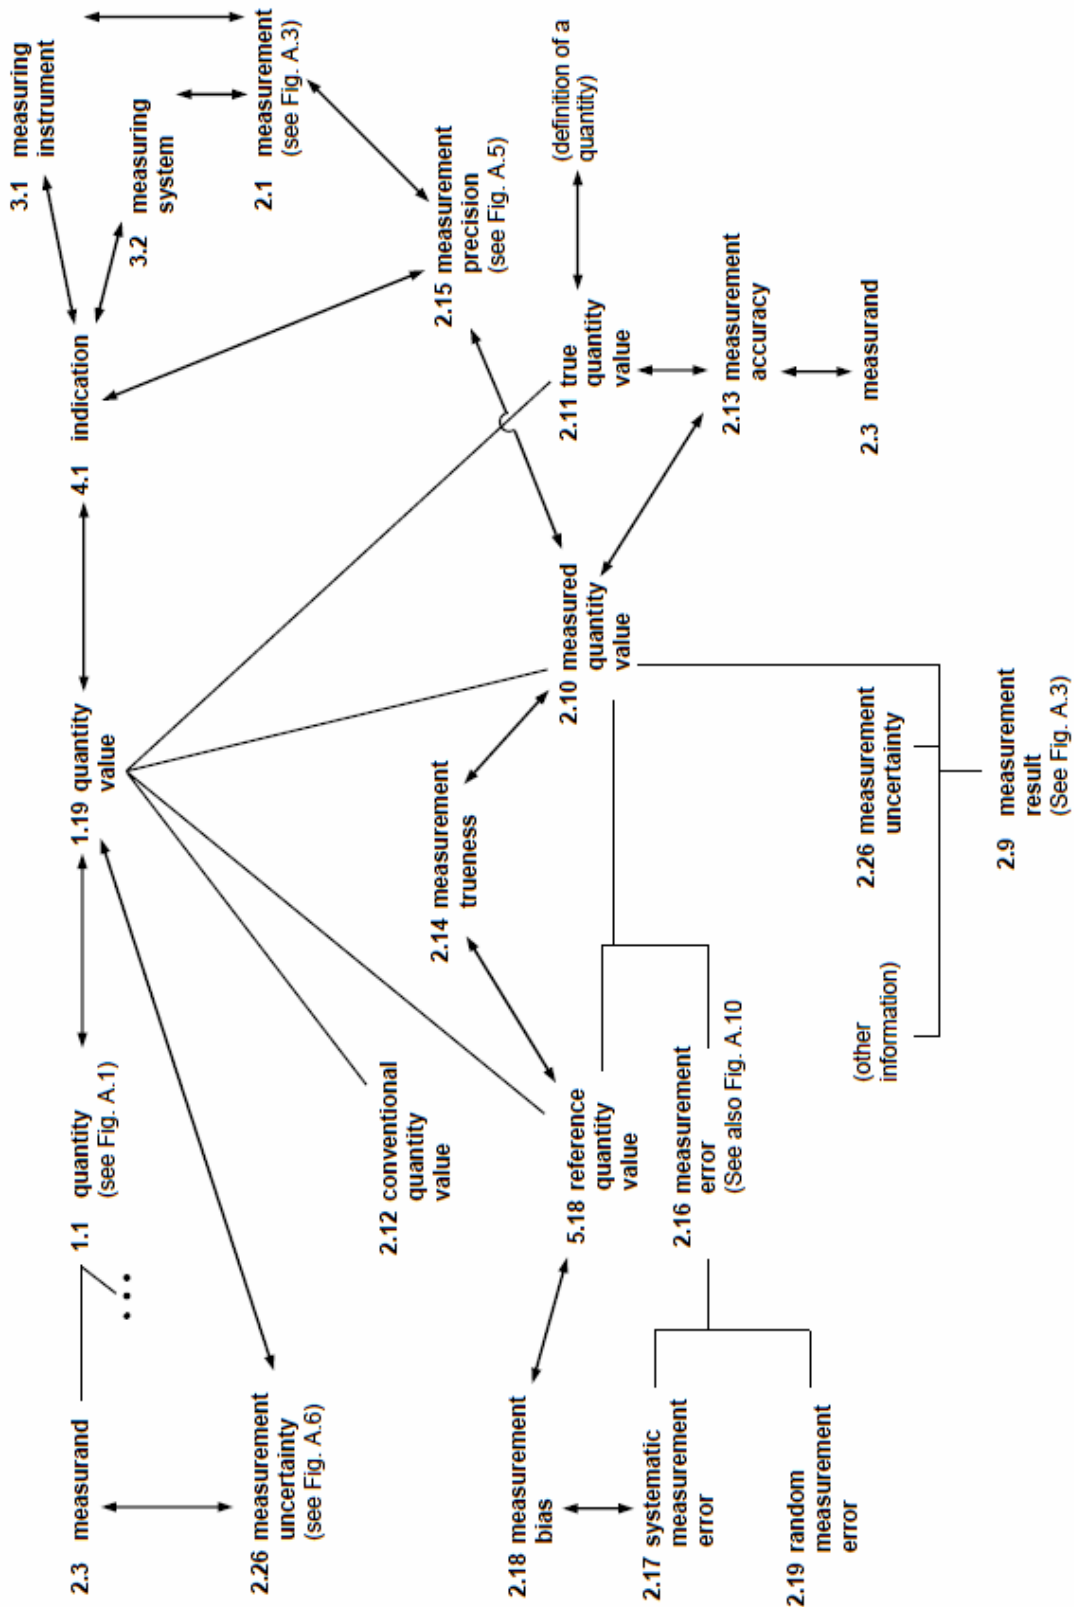 2.3 measurand
1.1 quantity
(see Fig. A.1)
1.19 quantity
value
4.1 indication
3.1 measuring
instrument
3.2 measuring
system
2.1 measurement
(see Fig. A.3)
2.26 measurement
uncertainty
(see Fig. A.6)
2.12 conventional
quantity
value
2.14 measurement
trueness
2.15 measurement
precision
(see Fig. A.5)
2.18 measurement
bias
5.18 reference
quantity
value
2.10 measured
quantity
value
2.11 true
quantity
value
(definition of a
quantity)
2.17 systematic
measurement
error
2.16 measurement
error
(See also Fig. A.10
2.13 measurement
accuracy
2.19 random
measurement
error
(other
information)
2.26 measurement
uncertainty
2.3 measurand
2.9 measurement
result
(See Fig. A.3)